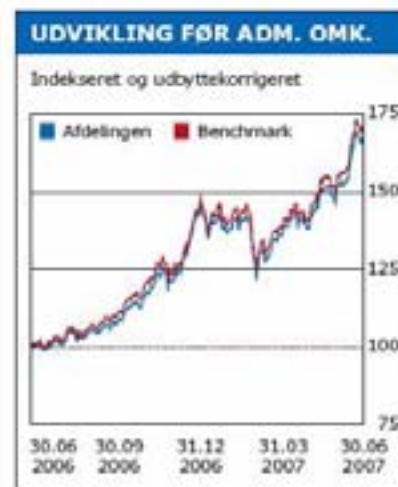 UDVIKLING FØR ADM. OMK.
Indekseret og udbyttekorrigeret
Afdelingen Benchmark
175
150
125
100
75
30.06 30.09 31.12 31.03 30.06
2006 2006 2006 2007 2007